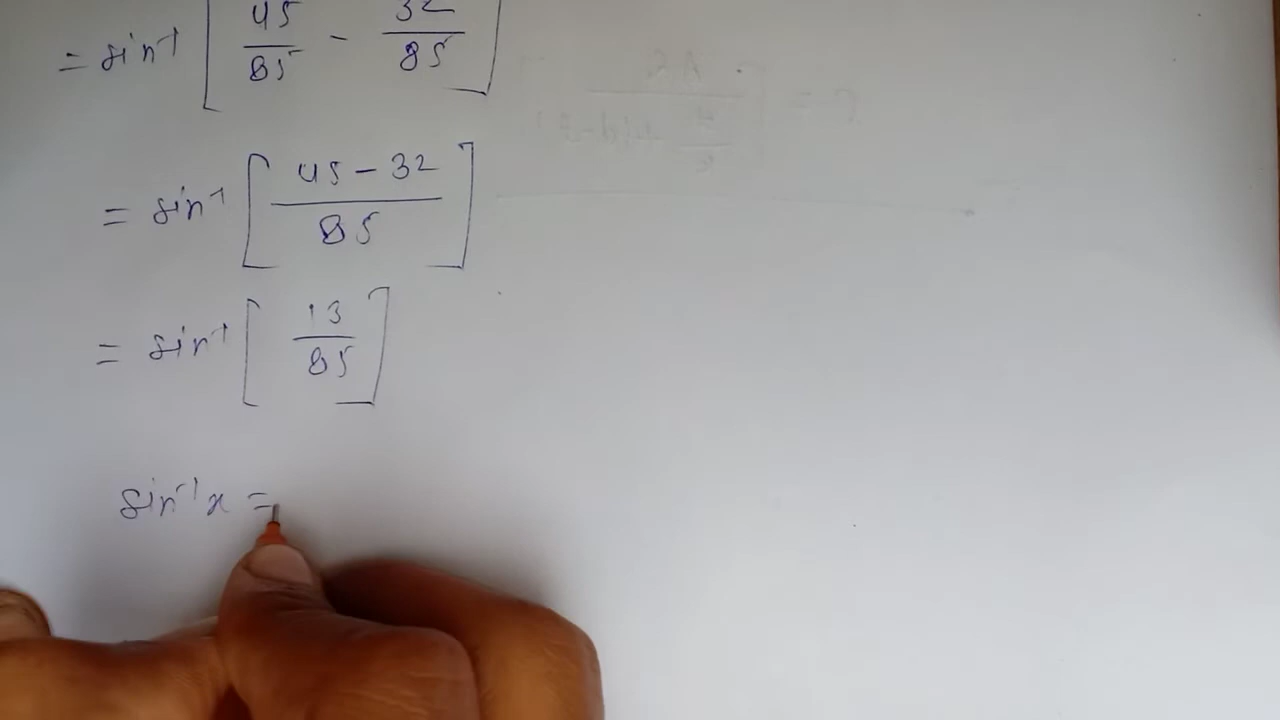 = sin⁻¹ [ 45/85 - 32/85 ]
= sin⁻¹ [ 45 - 32 / 85 ]
= sin⁻¹ [ 13/85 ]
sin⁻¹x =